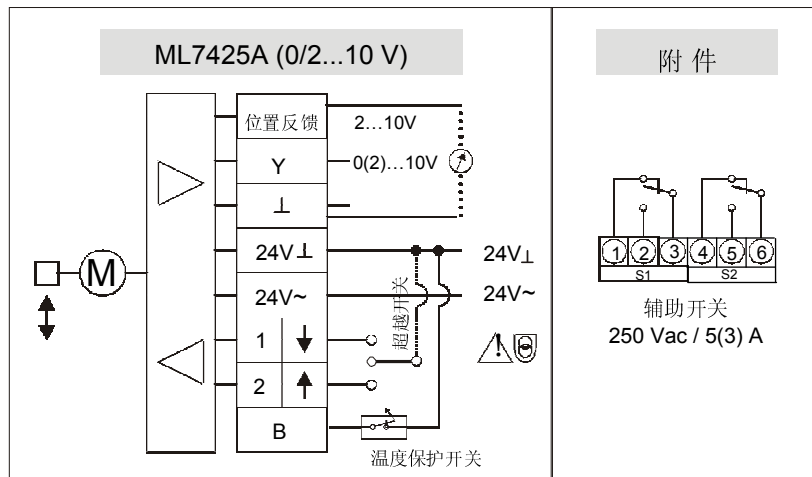 ML7425A (0/2...10 V)
位置反馈
2…10V
Y
0(2)…10V
⊥
24V⊥
24V⊥
24V~
24V~
超越开关
1
2
B
温度保护开关
M
附 件
1 2 3 4 5 6
S1 S2
辅助开关
250 Vac / 5(3) A